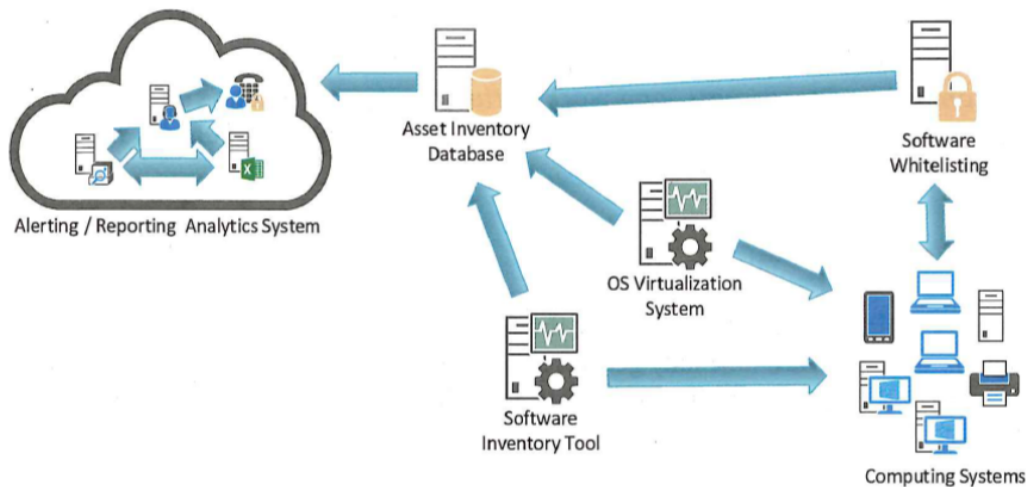 Asset Inventory
Database
Software
Whitelisting
Alerting / Reporting Analytics System
OS Virtualization
System
Software
Inventory Tool
Computing Systems